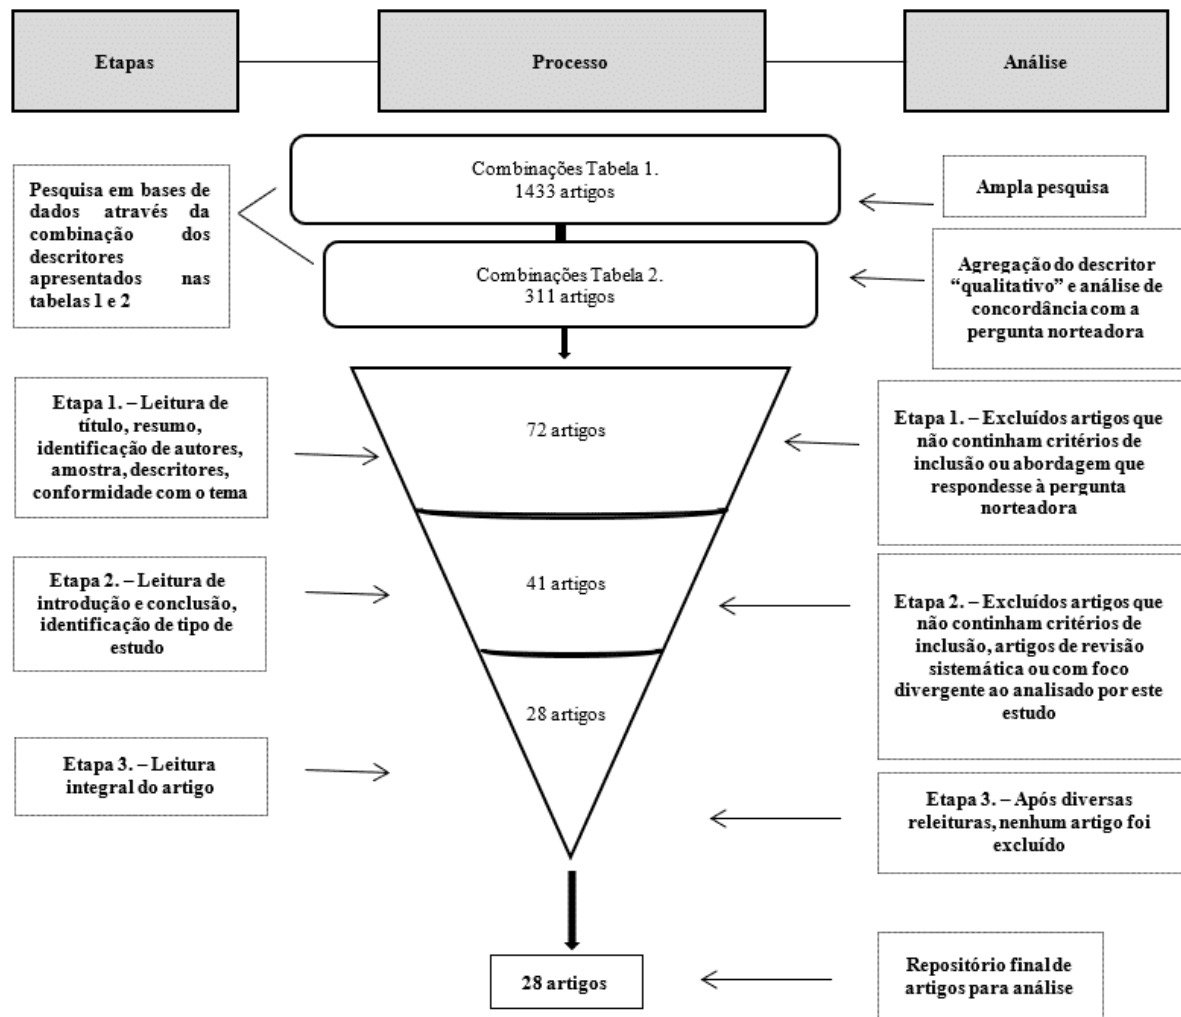 Etapas
Processo
Análise
Combinações Tabela 1.
1433 artigos
Pesquisa em bases de
dados através da
combinação dos
descritores
apresentados nas
tabelas 1 e 2
Ampla pesquisa
Combinações Tabela 2.
311 artigos
Agregação do descritor
“qualitativo” e análise de
concordância com a
pergunta norteadora
Etapa 1. – Leitura de
título, resumo,
identificação de autores,
amostra, descritores,
conformidade com o tema
72 artigos
Etapa 1. – Excluídos artigos que
não continham critérios de
inclusão ou abordagem que
respondesse à pergunta
norteadora
Etapa 2. – Leitura de
introdução e conclusão,
identificação de tipo de
estudo
41 artigos
Etapa 2. – Excluídos artigos que
não continham critérios de
inclusão, artigos de revisão
sistemática ou com foco
divergente ao analisado por este
estudo
28 artigos
Etapa 3. – Leitura
integral do artigo
Etapa 3. – Após diversas
releituras, nenhum artigo foi
excluído
28 artigos
Repositório final de
artigos para análise